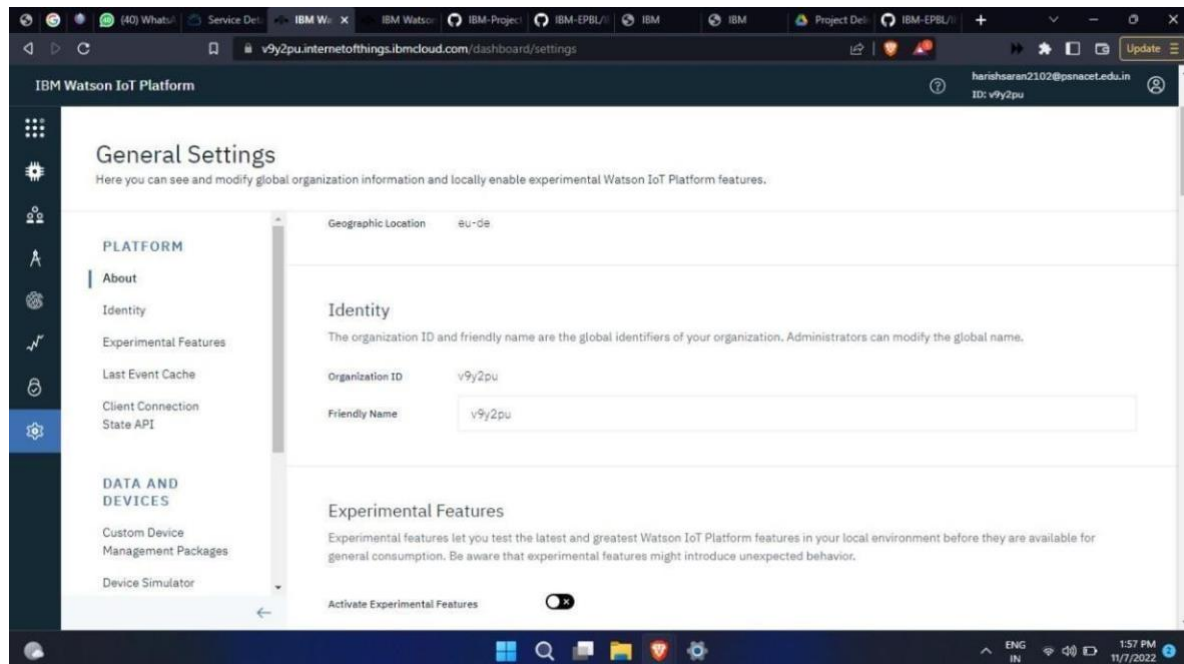 (40) Whats
Service Det
IBM Wa
IBM Watson
IBM-Project
IBM-EPBL/I
IBM
IBM
Project Deli
IBM-EPBL/I
v9y2pu.internetofthings.ibmcloud.com/dashboard/settings
Update
IBM Watson IoT Platform
harishsaran2102@psnacet.edu.in
ID: v9y2pu
General Settings
Here you can see and modify global organization information and locally enable experimental Watson IoT Platform features.
PLATFORM
About
Identity
Experimental Features
Last Event Cache
Client Connection
State API
DATA AND
DEVICES
Custom Device
Management Packages
Device Simulator
Geographic Location eu-de
Identity
The organization ID and friendly name are the global identifiers of your organization. Administrators can modify the global name.
Organization ID v9y2pu
Friendly Name v9y2pu
Experimental Features
Experimental features let you test the latest and greatest Watson IoT Platform features in your local environment before they are available for
general consumption. Be aware that experimental features might introduce unexpected behavior.
Activate Experimental Features
ENG
IN
1:57 PM
11/7/2022
2